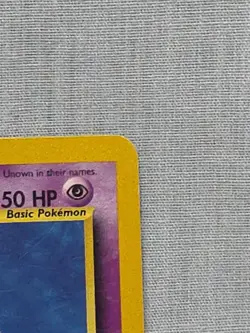 Unown in their names.
50 HP
Basic Pokémon